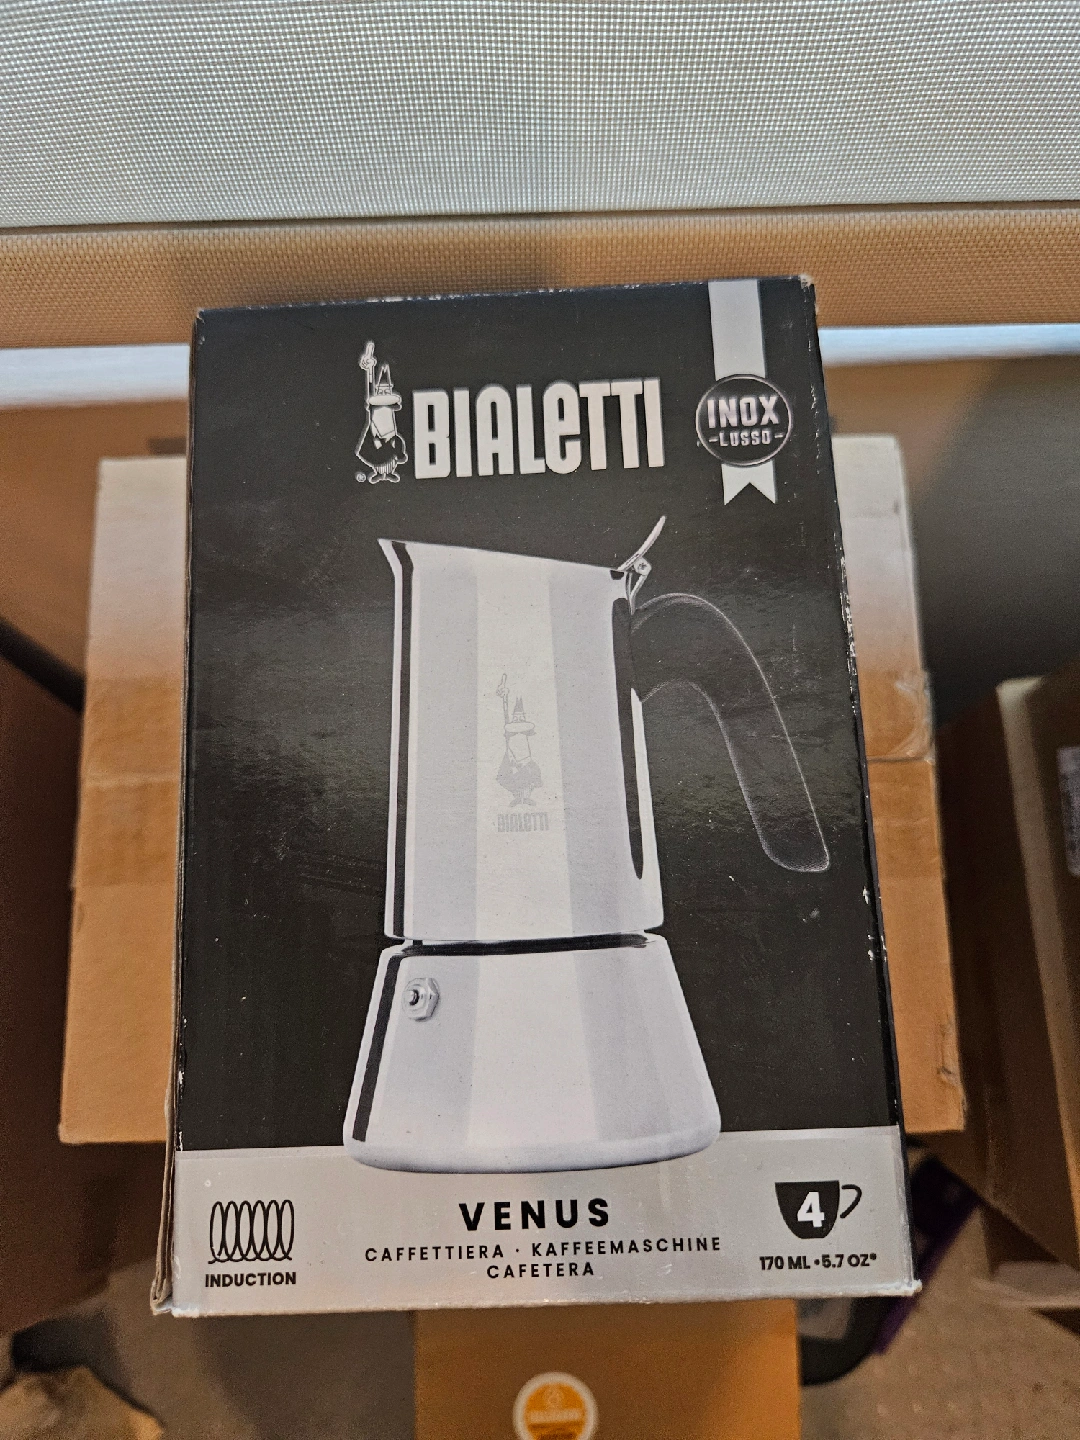 BIALETTI
INOX
-LUSSO-
®
BIALETTI
VENUS
CAFFETTIERA · KAFFEEMASCHINE
CAFETERA
INDUCTION
4
170 ML • 5.7 OZ*